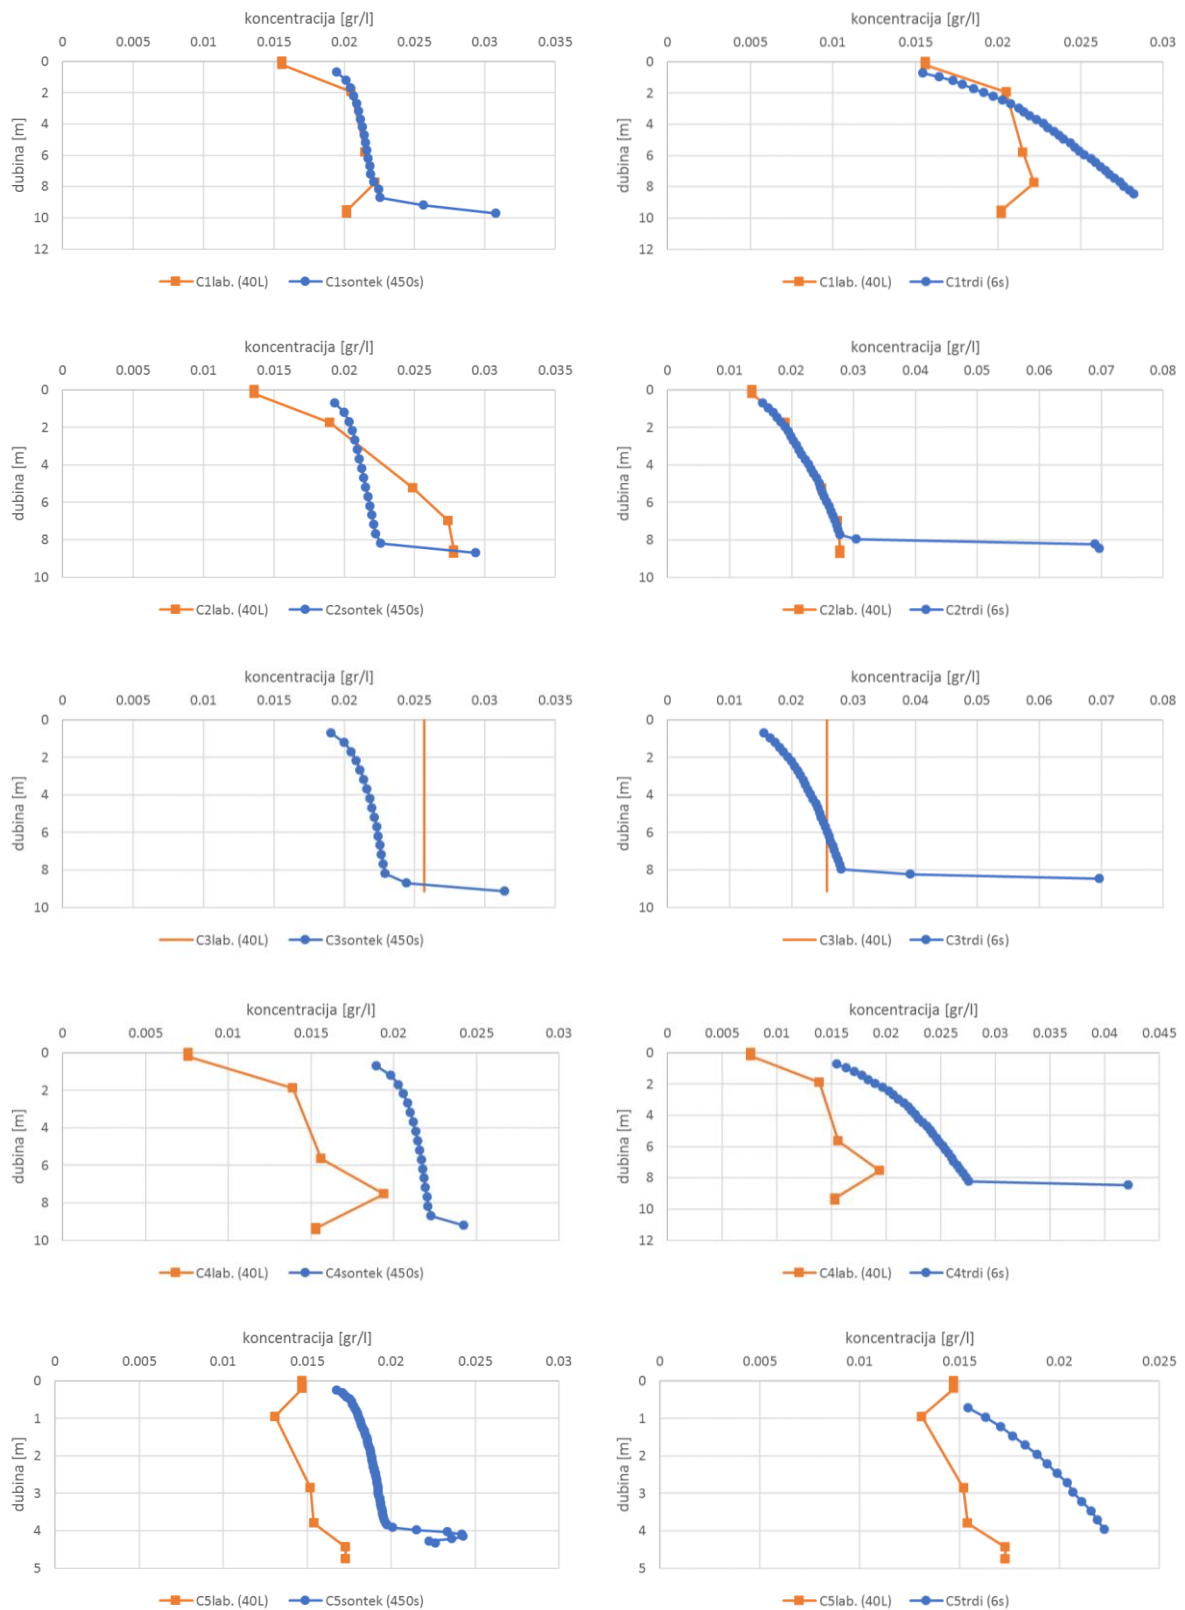 koncentracija [gr/l]
0 0.005 0.01 0.015 0.02 0.025 0.03 0.035
0
2
4
6
8
10
12
dubina [m]
C1lab. (40L) C1sontek (450s)
koncentracija [gr/l]
0 0.005 0.01 0.015 0.02 0.025 0.03
0
2
4
6
8
10
12
dubina [m]
C1lab. (40L) C1trdi (6s)
koncentracija [gr/l]
0 0.005 0.01 0.015 0.02 0.025 0.03 0.035
0
2
4
6
8
10
dubina [m]
C2lab. (40L) C2sontek (450s)
koncentracija [gr/l]
0 0.01 0.02 0.03 0.04 0.05 0.06 0.07 0.08
0
2
4
6
8
10
dubina [m]
C2lab. (40L) C2trdi (6s)
koncentracija [gr/l]
0 0.005 0.01 0.015 0.02 0.025 0.03 0.035
0
2
4
6
8
10
dubina [m]
C3lab. (40L) C3sontek (450s)
koncentracija [gr/l]
0 0.01 0.02 0.03 0.04 0.05 0.06 0.07 0.08
0
2
4
6
8
10
dubina [m]
C3lab. (40L) C3trdi (6s)
koncentracija [gr/l]
0 0.005 0.01 0.015 0.02 0.025 0.03
0
2
4
6
8
10
dubina [m]
C4lab. (40L) C4sontek (450s)
koncentracija [gr/l]
0 0.005 0.01 0.015 0.02 0.025 0.03 0.035 0.04 0.045
0
2
4
6
8
10
12
dubina [m]
C4lab. (40L) C4trdi (6s)
koncentracija [gr/l]
0 0.005 0.01 0.015 0.02 0.025 0.03
0
1
2
3
4
5
dubina [m]
C5lab. (40L) C5sontek (450s)
koncentracija [gr/l]
0 0.005 0.01 0.015 0.02 0.025
0
1
2
3
4
5
dubina [m]
C5lab. (40L) C5trdi (6s)